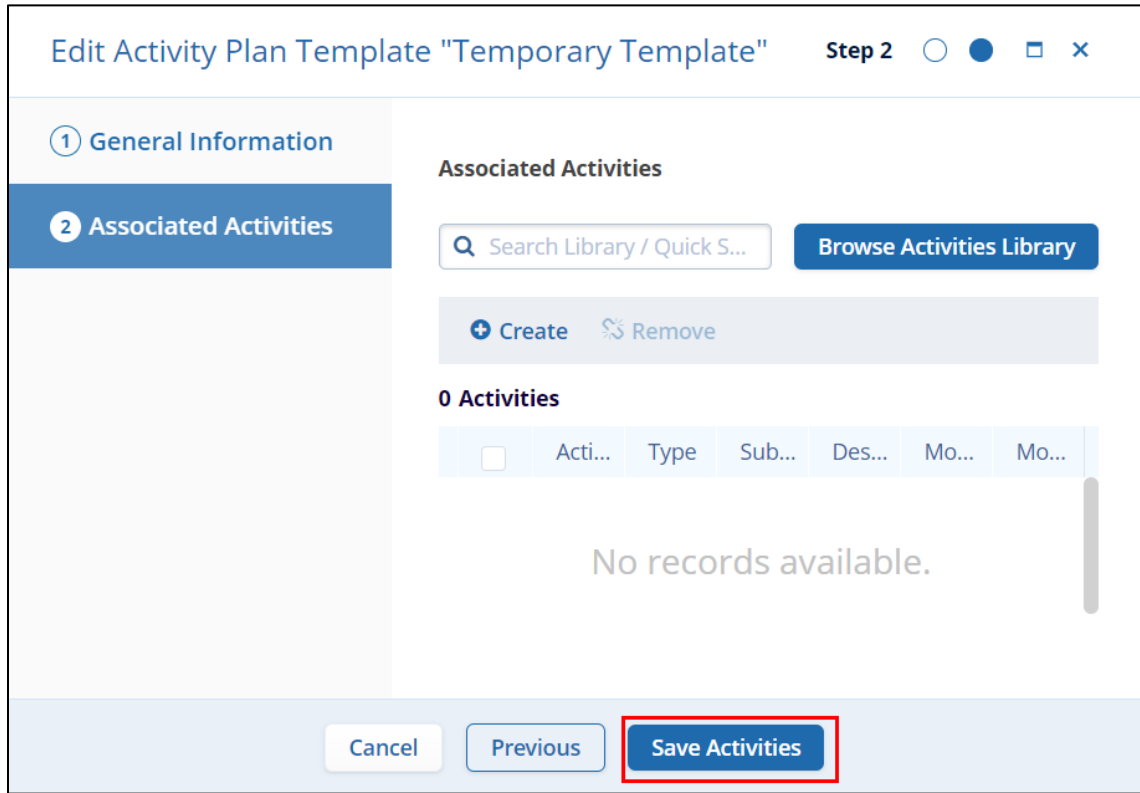 Edit Activity Plan Template "Temporary Template" Step 2
1 General Information
2 Associated Activities
Associated Activities
Search Library / Quick S... Browse Activities Library
Create Remove
0 Activities
Acti... Type Sub... Des... Mo... Mo...
No records available.
Cancel Previous Save Activities